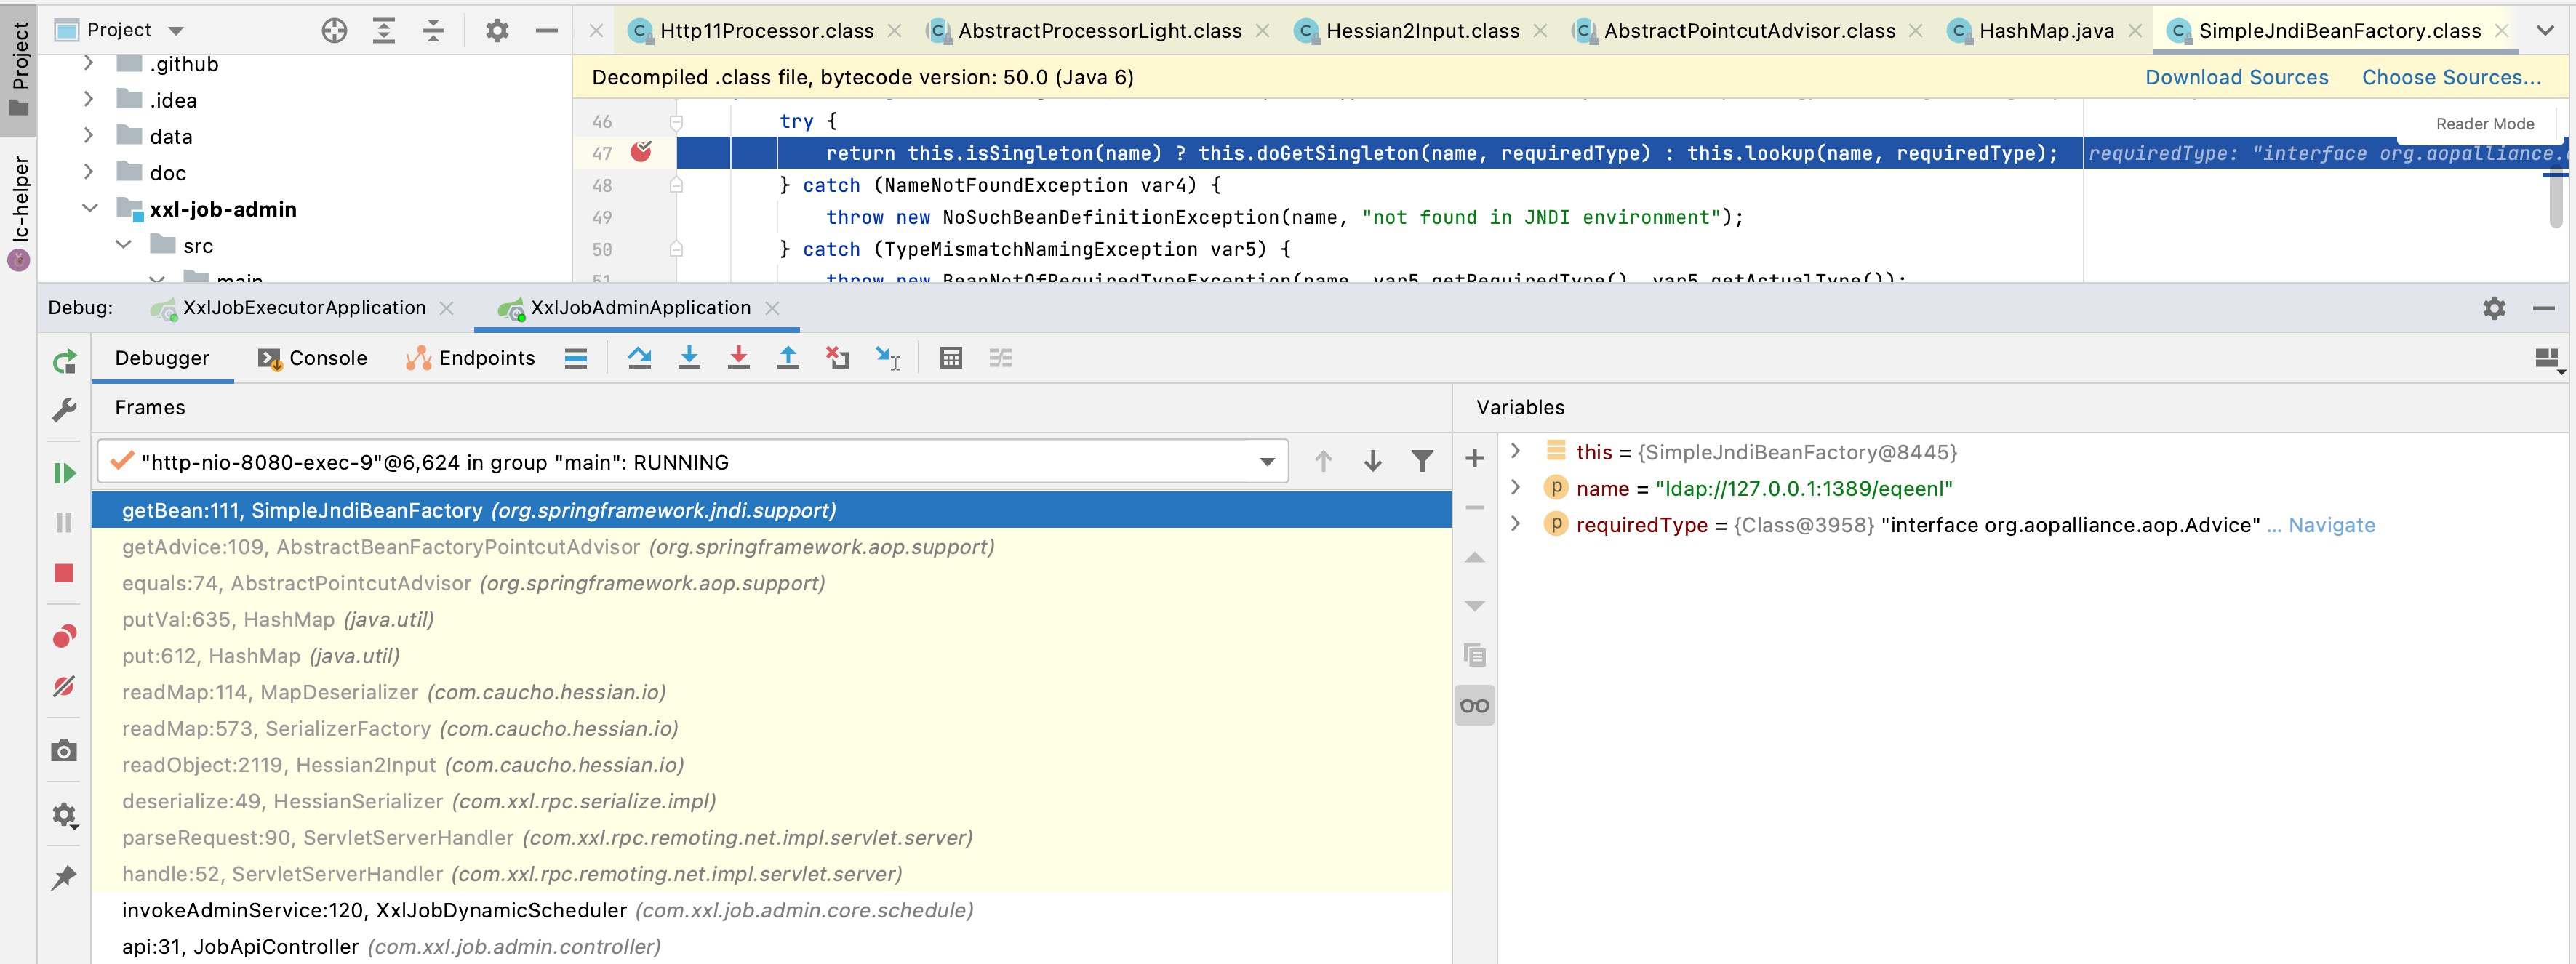 Project
Http11Processor.class
AbstractProcessorLight.class
Hessian2Input.class
AbstractPointcutAdvisor.class
HashMap.java
SimpleJndiBeanFactory.class
Project
lc-helper
.github
.idea
data
doc
xxl-job-admin
src
main
Decompiled .class file, bytecode version: 50.0 (Java 6)
Download Sources
Choose Sources...
Reader Mode
46 try {
47 return this.isSingleton(name) ? this.doGetSingleton(name, requiredType) : this.lookup(name, requiredType); requiredType: "interface org.aopalliance.
48 } catch (NameNotFoundException var4) {
49 throw new NoSuchBeanDefinitionException(name, "not found in JNDI environment");
50 } catch (TypeMismatchNamingException var5) {
51 throw new BeanNotOfRequiredTypeException(name, var5.getRequiredType(), var5.getActualType());
Debug:
XxlJobExecutorApplication
XxlJobAdminApplication
Debugger
Console
Endpoints
Frames
"http-nio-8080-exec-9"@6,624 in group "main": RUNNING
getBean:111, SimpleJndiBeanFactory (org.springframework.jndi.support)
getAdvice:109, AbstractBeanFactoryPointcutAdvisor (org.springframework.aop.support)
equals:74, AbstractPointcutAdvisor (org.springframework.aop.support)
putVal:635, HashMap (java.util)
put:612, HashMap (java.util)
readMap:114, MapDeserializer (com.caucho.hessian.io)
readMap:573, SerializerFactory (com.caucho.hessian.io)
readObject:2119, Hessian2Input (com.caucho.hessian.io)
deserialize:49, HessianSerializer (com.xxl.rpc.serialize.impl)
parseRequest:90, ServletServerHandler (com.xxl.rpc.remoting.net.impl.servlet.server)
handle:52, ServletServerHandler (com.xxl.rpc.remoting.net.impl.servlet.server)
invokeAdminService:120, XxlJobDynamicScheduler (com.xxl.job.admin.core.schedule)
api:31, JobApiController (com.xxl.job.admin.controller)
Variables
this = {SimpleJndiBeanFactory@8445}
p name = "ldap://127.0.0.1:1389/eqeenl"
p requiredType = {Class@3958} "interface org.aopalliance.aop.Advice" ... Navigate